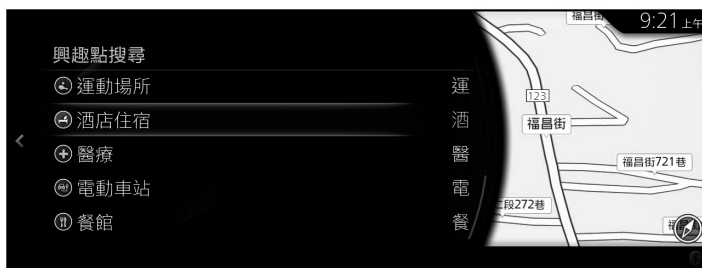 9:21 上午
興趣點搜尋
運動場所 運
酒店住宿 酒
醫療 醫
電動車站 電
餐館 餐
福昌街
123
福昌街
福昌街721巷
二段272巷